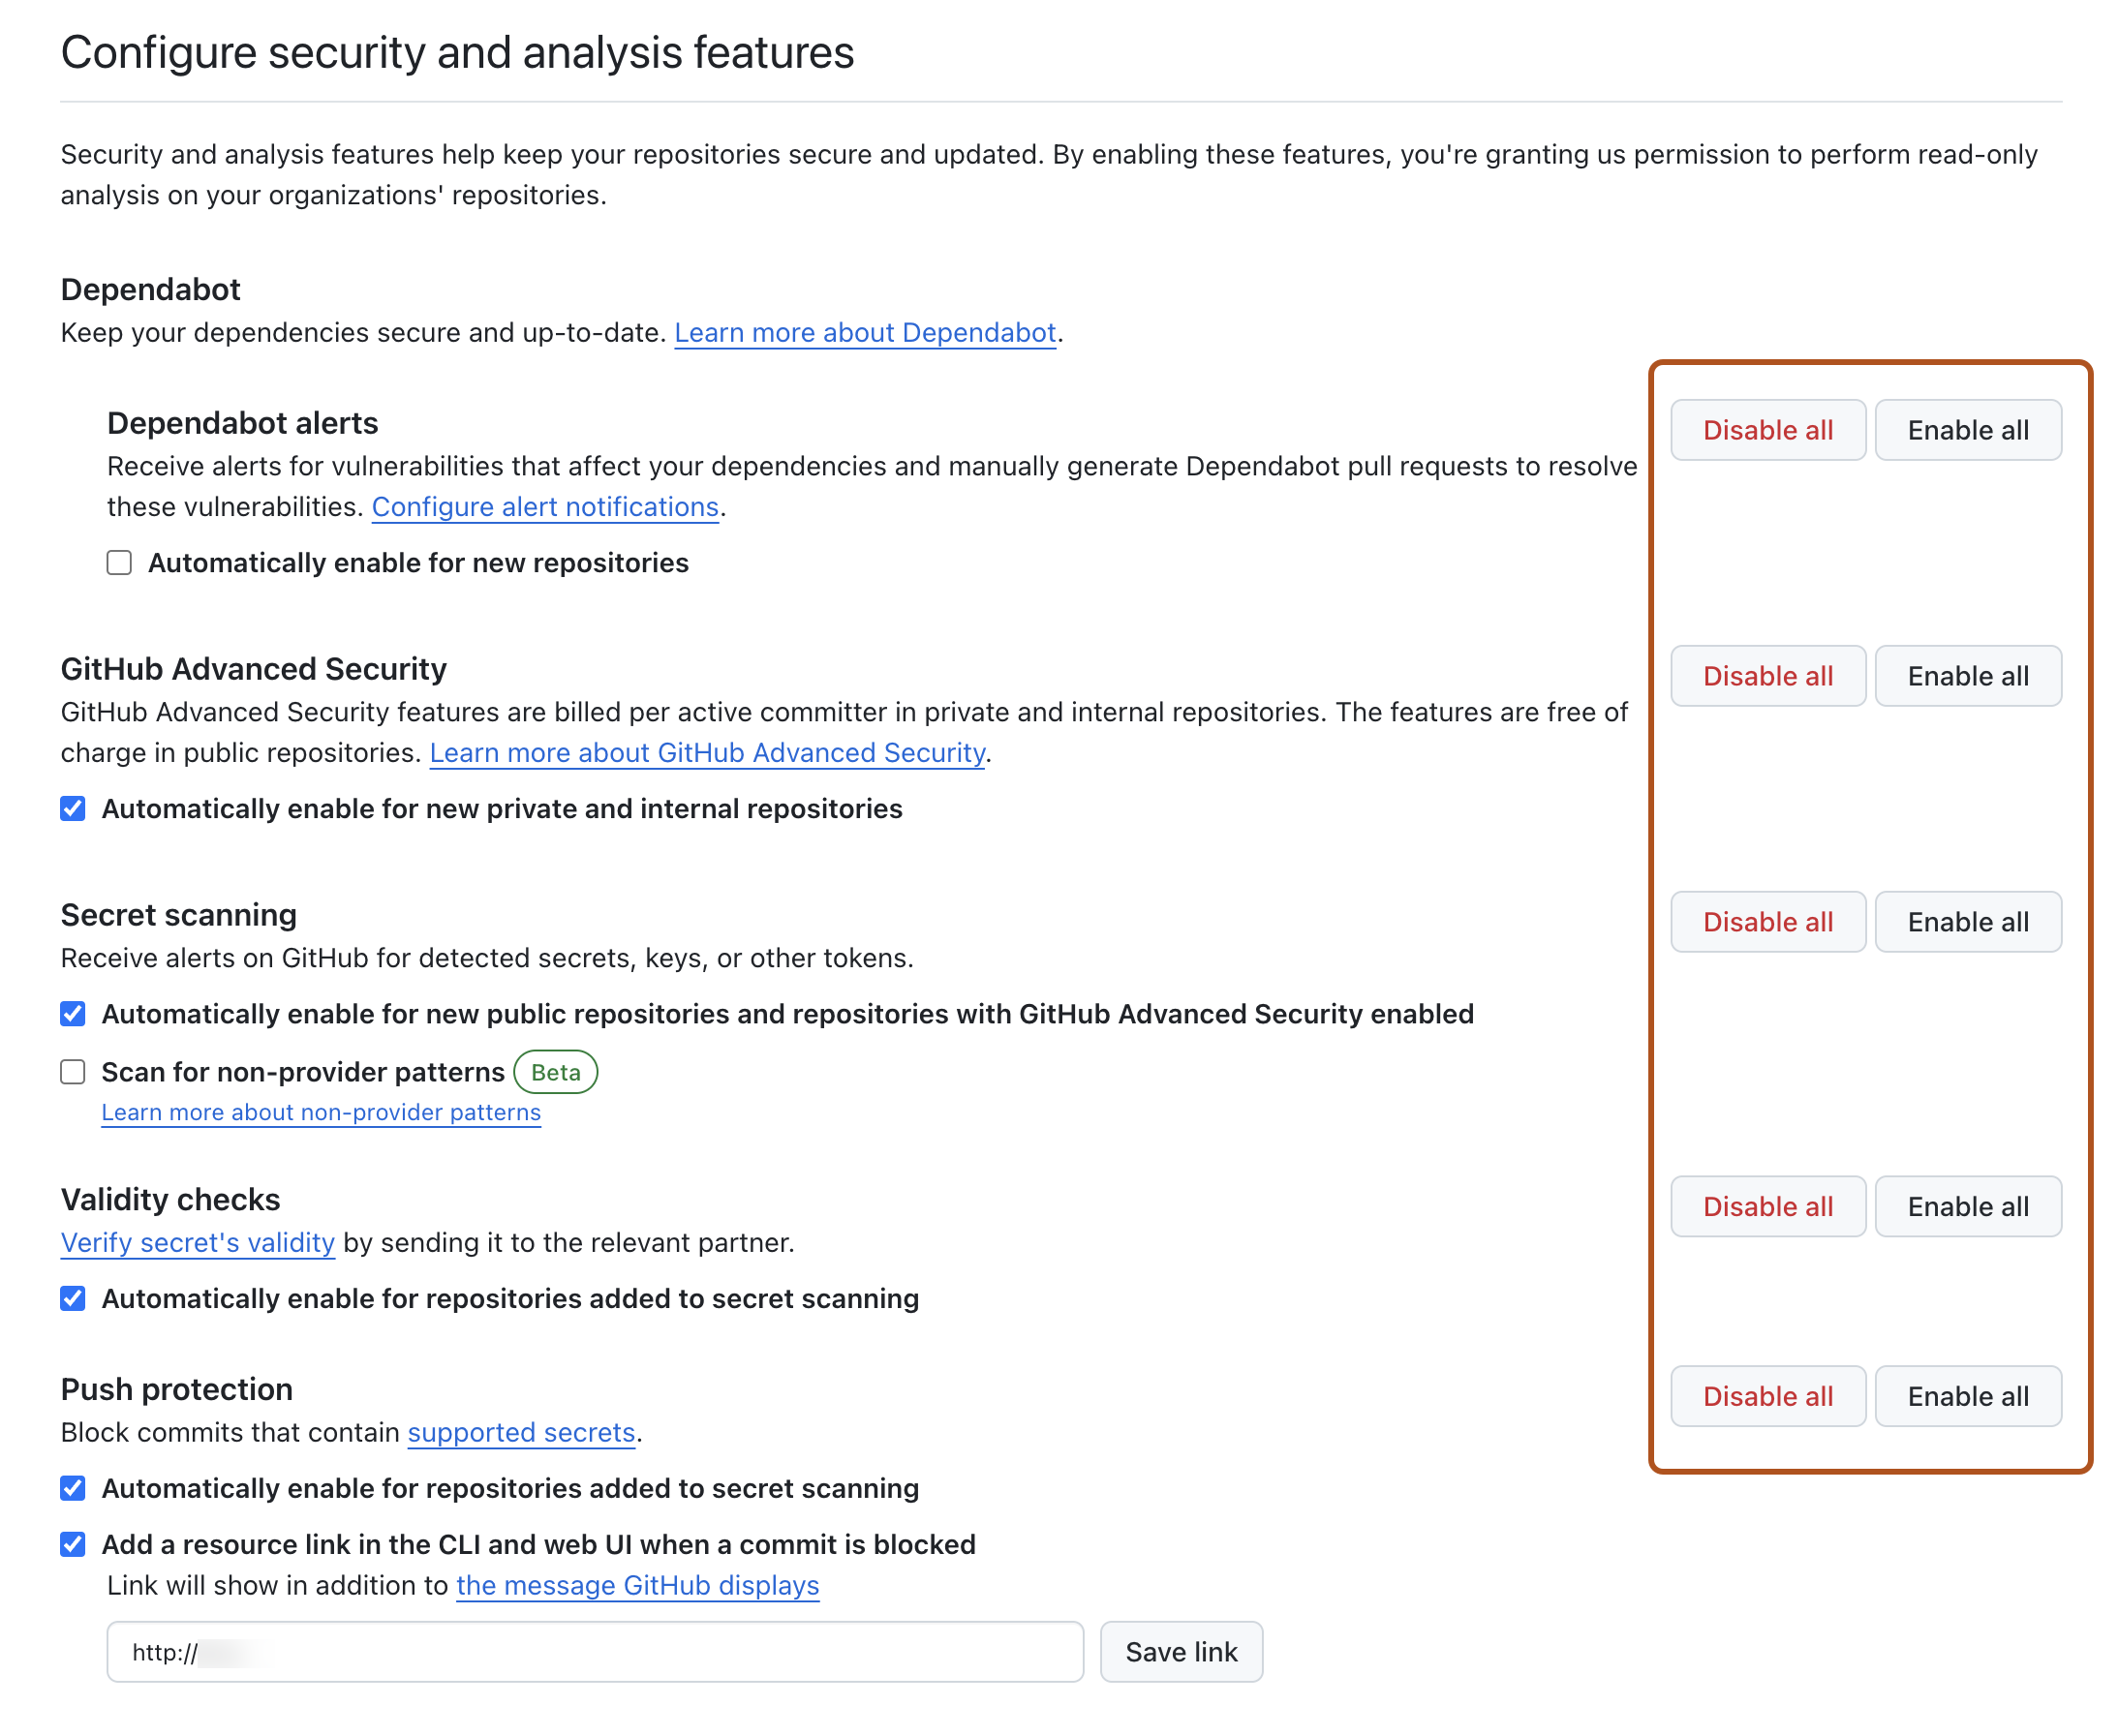 Configure security and analysis features
Security and analysis features help keep your repositories secure and updated. By enabling these features, you're granting us permission to perform read-only
analysis on your organizations' repositories.
Dependabot
Keep your dependencies secure and up-to-date. Learn more about Dependabot.
Dependabot alerts
Disable all Enable all
Receive alerts for vulnerabilities that affect your dependencies and manually generate Dependabot pull requests to resolve
these vulnerabilities. Configure alert notifications.
Automatically enable for new repositories
GitHub Advanced Security
Disable all Enable all
GitHub Advanced Security features are billed per active committer in private and internal repositories. The features are free of
charge in public repositories. Learn more about GitHub Advanced Security.
Automatically enable for new private and internal repositories
Secret scanning
Disable all Enable all
Receive alerts on GitHub for detected secrets, keys, or other tokens.
Automatically enable for new public repositories and repositories with GitHub Advanced Security enabled
Scan for non-provider patterns Beta
Learn more about non-provider patterns
Validity checks
Disable all Enable all
Verify secret's validity by sending it to the relevant partner.
Automatically enable for repositories added to secret scanning
Push protection
Disable all Enable all
Block commits that contain supported secrets.
Automatically enable for repositories added to secret scanning
Add a resource link in the CLI and web UI when a commit is blocked
Link will show in addition to the message GitHub displays
http://
Save link